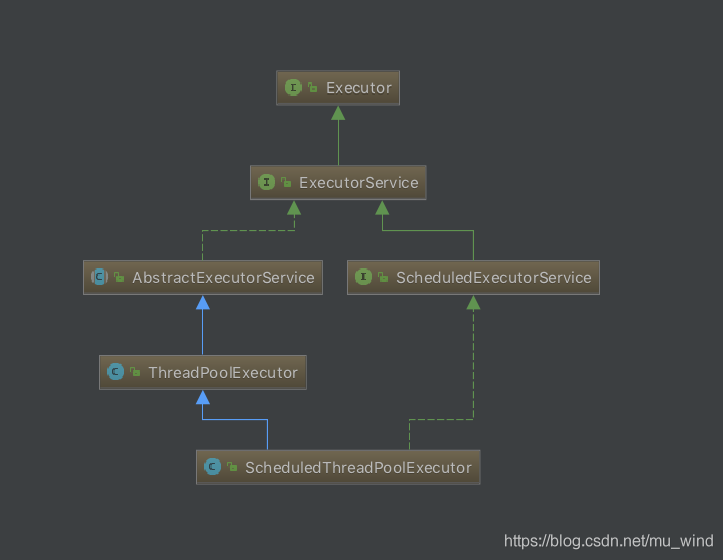 Executor
ExecutorService
AbstractExecutorService
ScheduledExecutorService
ThreadPoolExecutor
ScheduledThreadPoolExecutor
https://blog.csdn.net/mu_wind